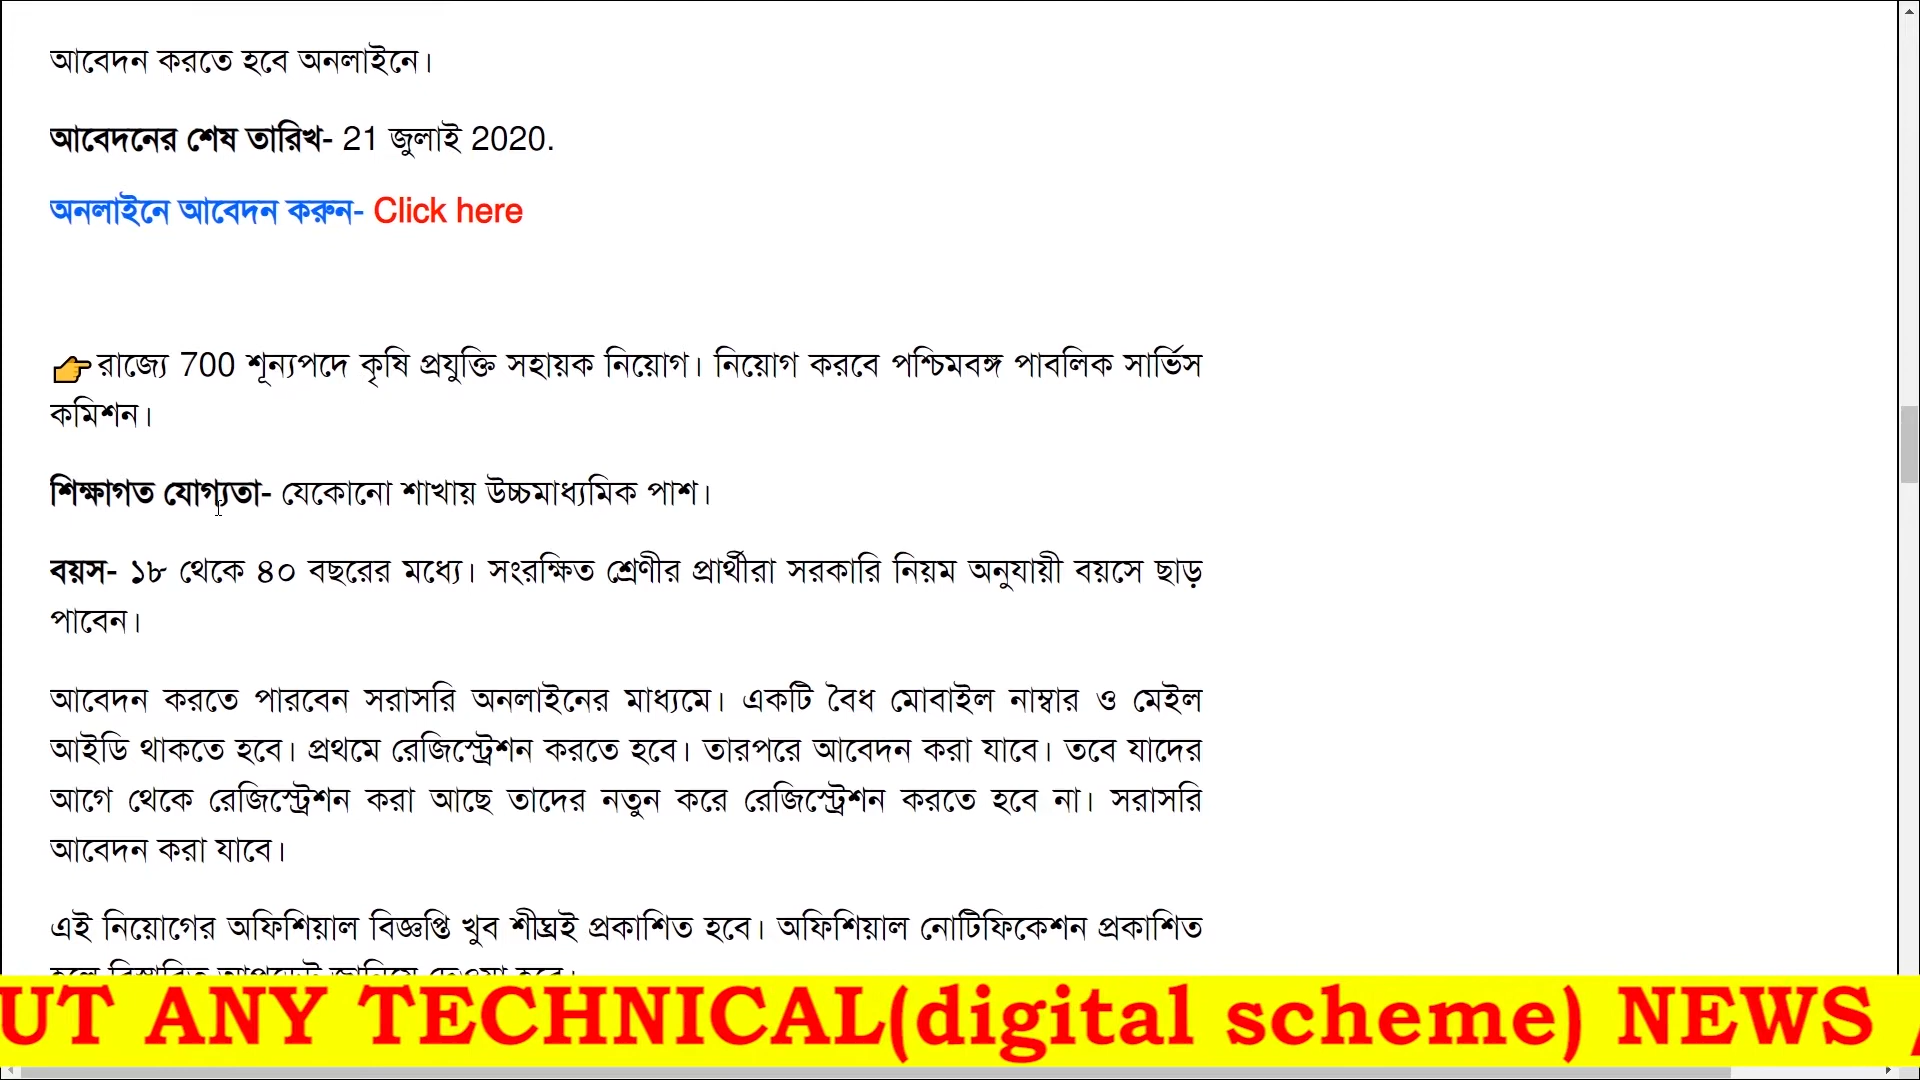 আবেদন করতে হবে অনলাইনে।
আবেদনের শেষ তারিখ- 21 জুলাই 2020.
অনলাইনে আবেদন করুন- Click here
👉রাজ্যে 700 শূন্যপদে কৃষি প্রযুক্তি সহায়ক নিয়োগ। নিয়োগ করবে পশ্চিমবঙ্গ পাবলিক সার্ভিস
কমিশন।
শিক্ষাগত যোগ্যতা- যেকোনো শাখায় উচ্চমাধ্যমিক পাশ।
বয়স- ১৮ থেকে ৪০ বছরের মধ্যে। সংরক্ষিত শ্রেণীর প্রার্থীরা সরকারি নিয়ম অনুযায়ী বয়সে ছাড়
পাবেন।
আবেদন করতে পারবেন সরাসরি অনলাইনের মাধ্যমে। একটি বৈধ মোবাইল নাম্বার ও মেইল
আইডি থাকতে হবে। প্রথমে রেজিস্ট্রেশন করতে হবে। তারপরে আবেদন করা যাবে। তবে যাদের
আগে থেকে রেজিস্ট্রেশন করা আছে তাদের নতুন করে রেজিস্ট্রেশন করতে হবে না। সরাসরি
আবেদন করা যাবে।
এই নিয়োগের অফিশিয়াল বিজ্ঞপ্তি খুব শীঘ্রই প্রকাশিত হবে। অফিশিয়াল নোটিফিকেশন প্রকাশিত
হলে বিস্তারিত আপডেট জানিয়ে দেওয়া হবে।
UT ANY TECHNICAL(digital scheme) NEWS